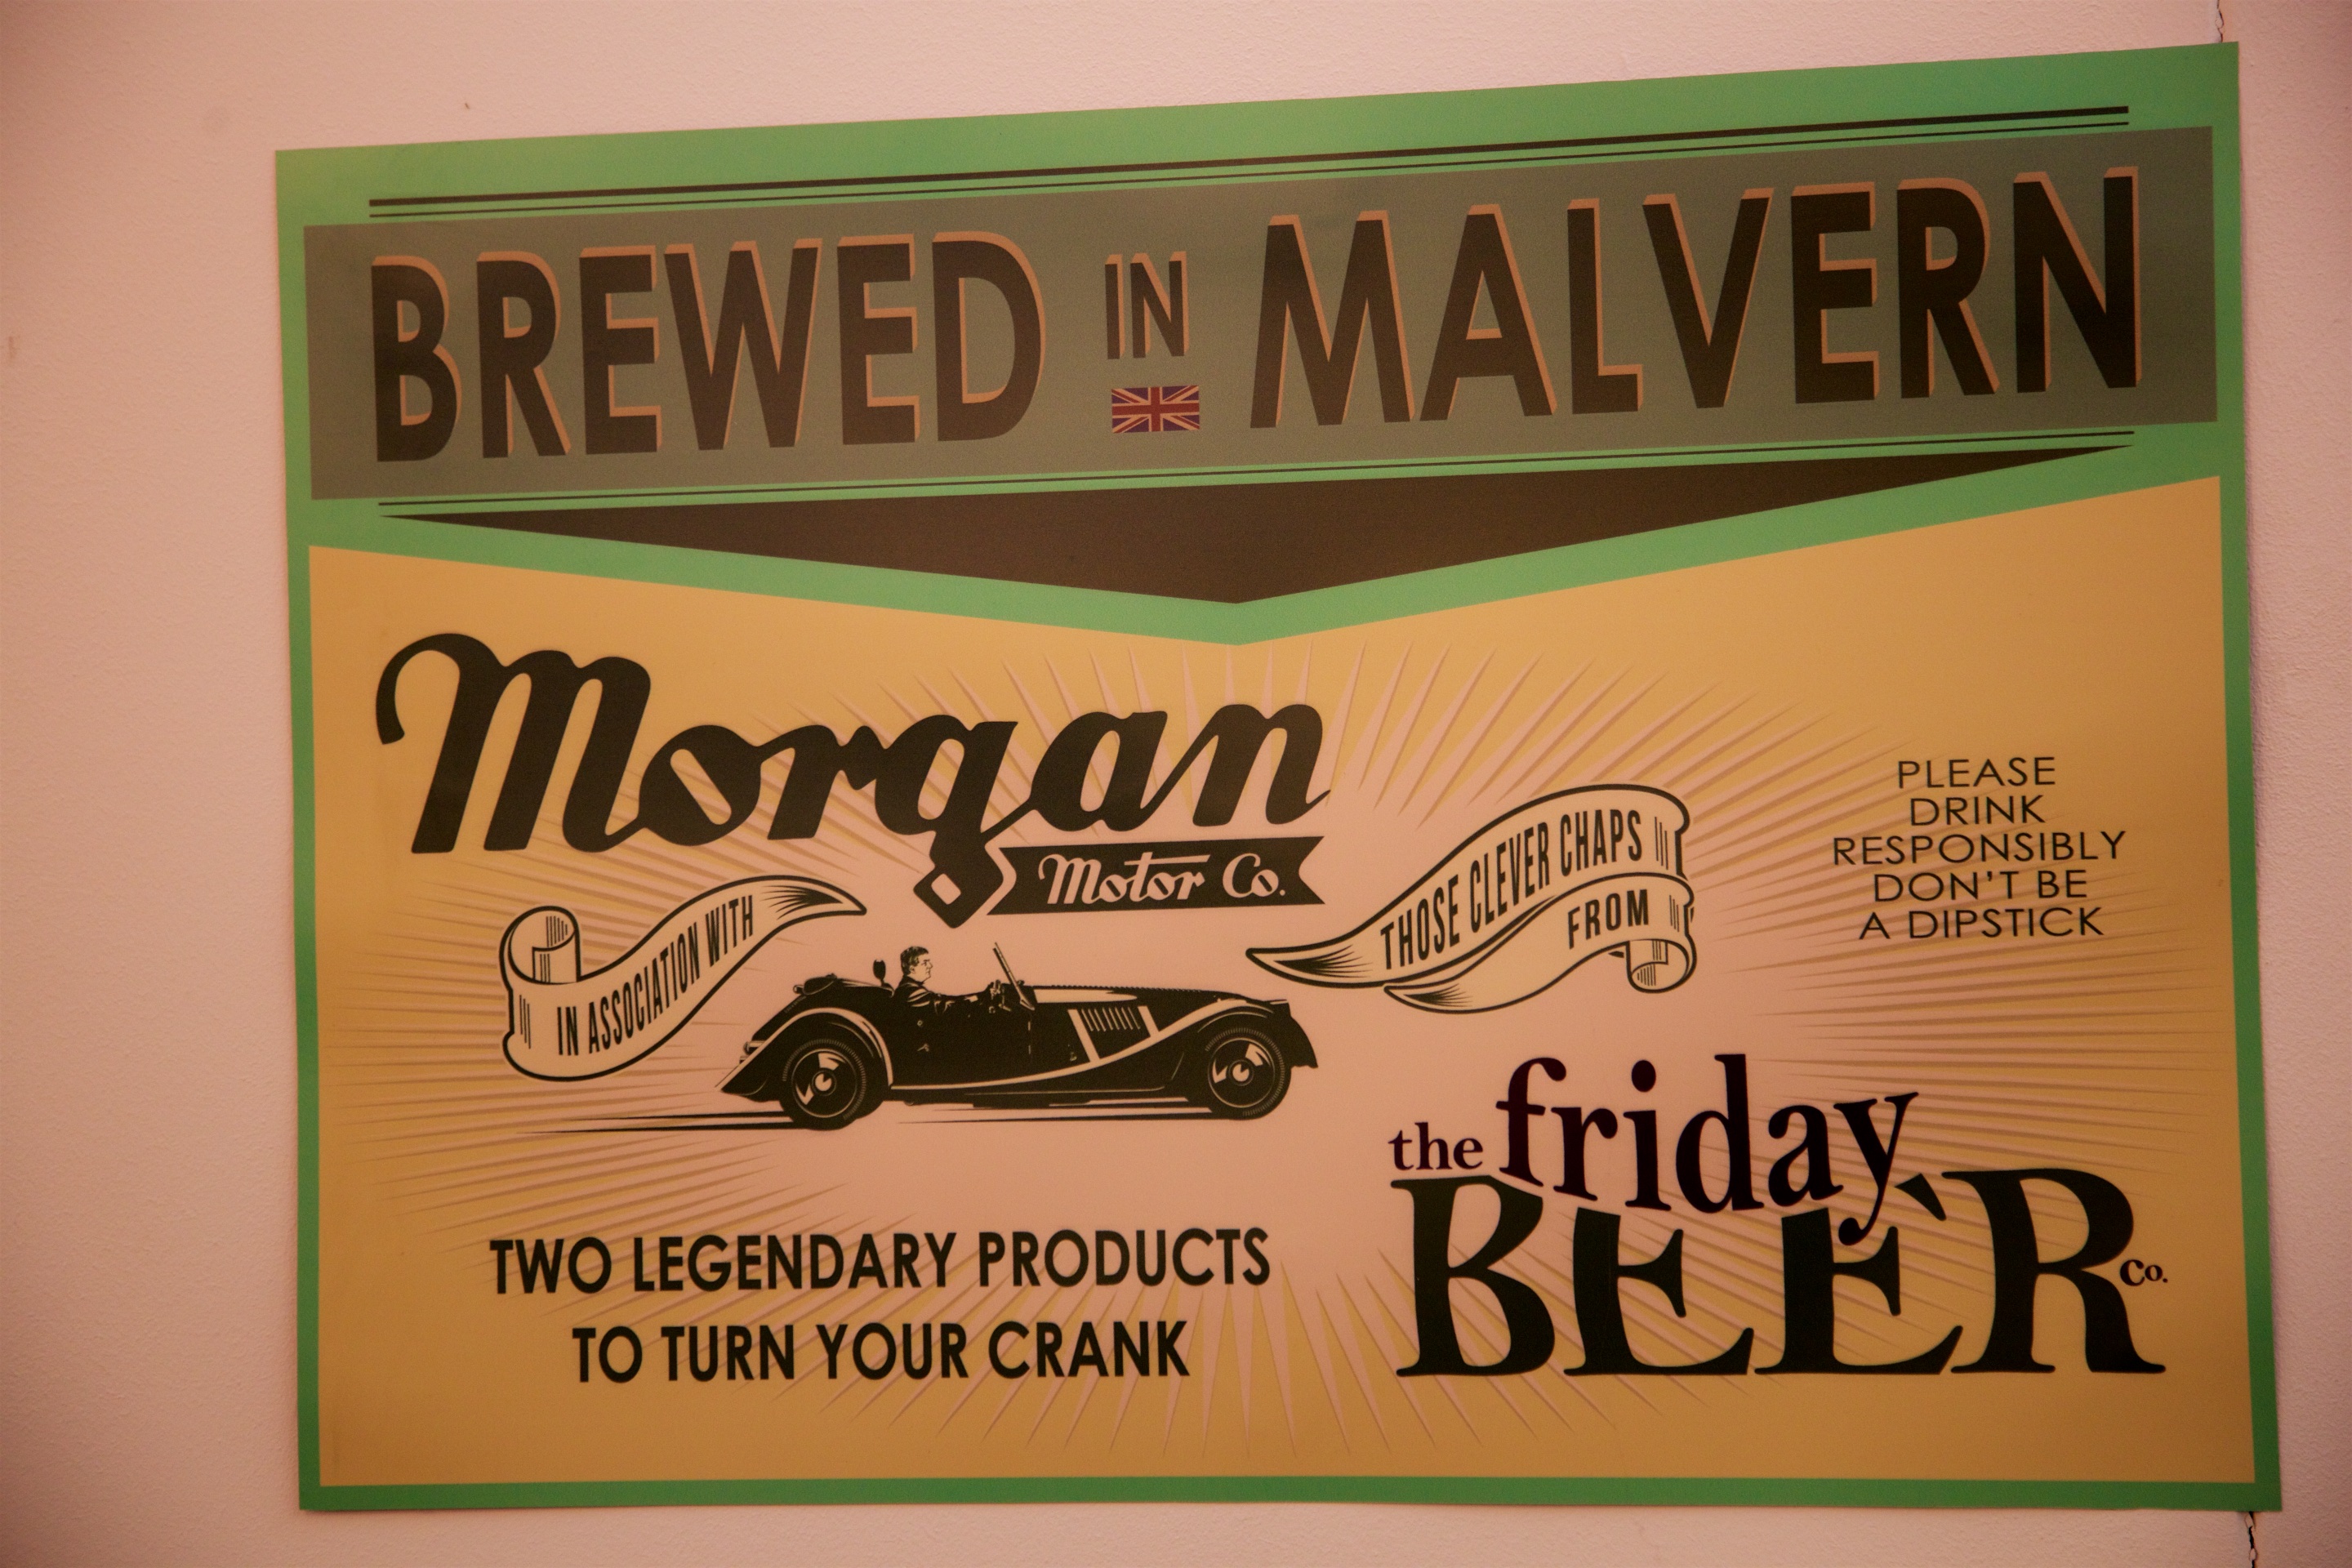 BREWED IN MALVERN
Morgan
Motor Co.
IN ASSOCIATION WITH
THOSE CLEVER CHAPS
FROM
PLEASE
DRINK
RESPONSIBLY
DON'T BE
A DIPSTICK
the friday
BEER Co.
TWO LEGENDARY PRODUCTS
TO TURN YOUR CRANK